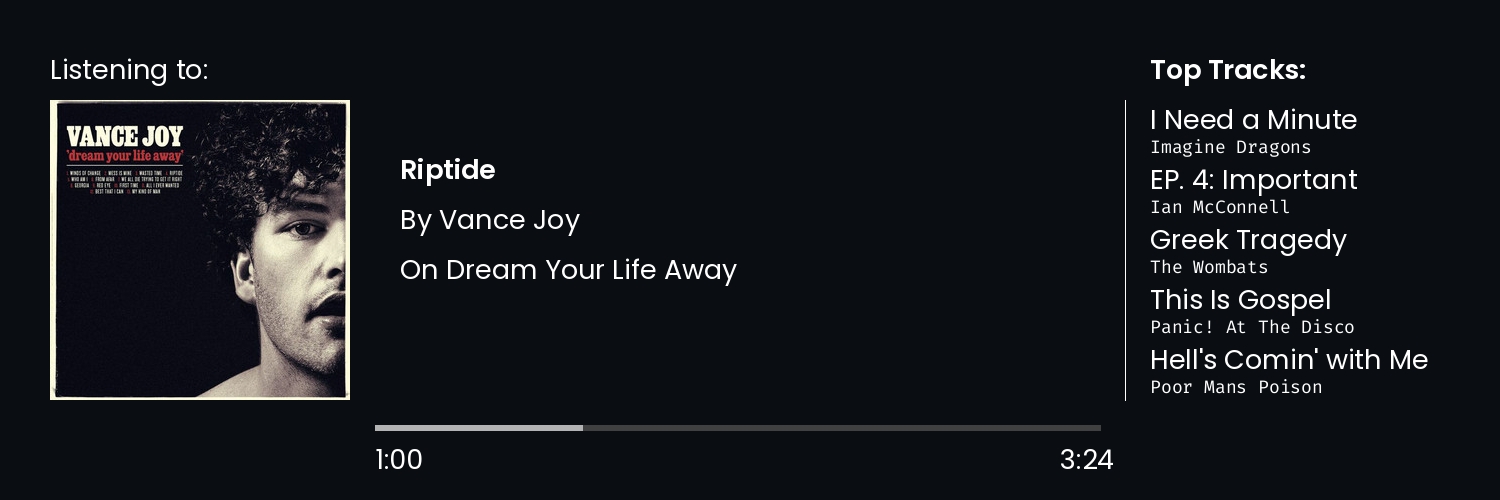 Listening to:
VANCE JOY
'dream your life away'
WINDS OF CHANGE MESS IS MINE WASTED TIME RIPTIDE
WHO AM I FROM AFAR WE ALL DIE TRYING TO GET IT RIGHT
GEORGIA RED EYE FIRST TIME ALL I EVER WANTED
BEST THAT I CAN MY KIND OF MAN
Riptide
By Vance Joy
On Dream Your Life Away
1:00
3:24
Top Tracks:
I Need a Minute
Imagine Dragons
EP. 4: Important
Ian McConnell
Greek Tragedy
The Wombats
This Is Gospel
Panic! At The Disco
Hell's Comin' with Me
Poor Mans Poison